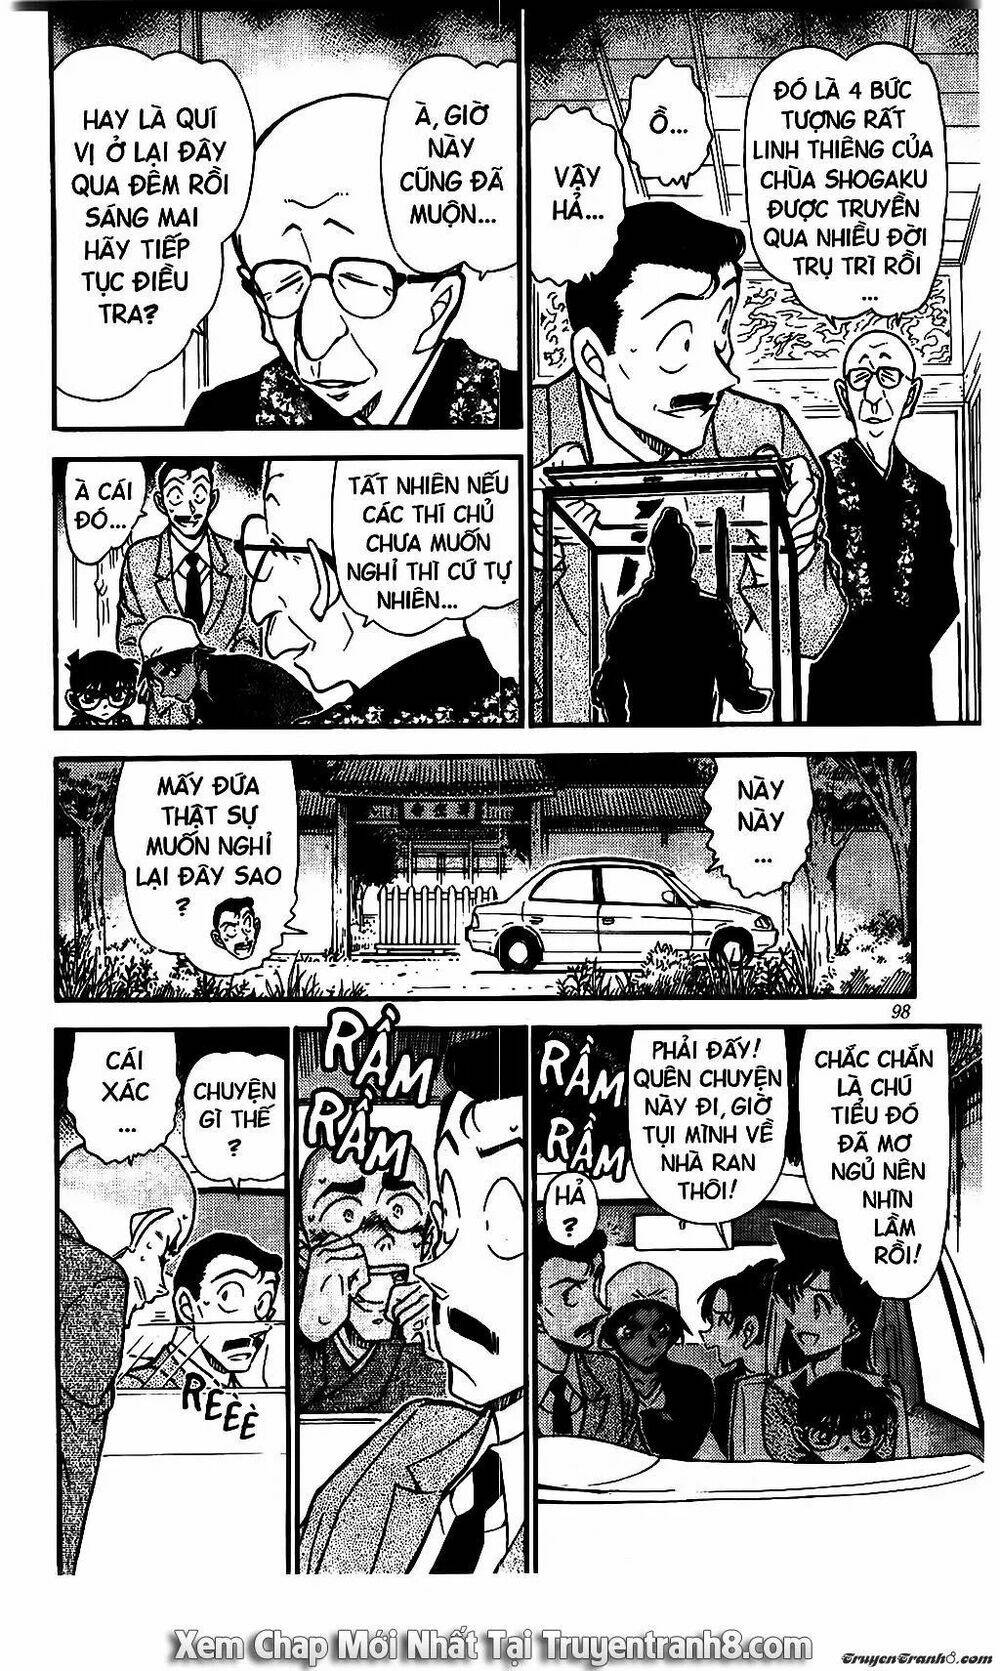 ĐÓ LÀ 4 BỨC
TƯỢNG RẤT
LINH THIÊNG CỦA
CHÙA SHOGAKU
ĐƯỢC TRUYỀN
QUA NHIỀU ĐỜI
TRỤ TRÌ RỒI
...
Ồ...
VẬY
HẢ...
À, GIỜ
NÀY
CŨNG ĐÃ
MUỘN...
HAY LÀ QUÍ
VỊ Ở LẠI ĐÂY
QUA ĐÊM RỒI
SÁNG MAI
HÃY TIẾP
TỤC ĐIỀU
TRA?
TẤT NHIÊN NẾU
CÁC THÍ CHỦ
CHƯA MUỐN
NGHỈ THÌ CỨ TỰ
NHIÊN...
À CÁI
ĐÓ...
NÀY
NÀY
...
MẤY ĐỨA
THẬT SỰ
MUỐN NGHỈ
LẠI ĐÂY SAO
?
98
CHẮC CHẮN
LÀ CHÚ
TIỂU ĐÓ
ĐÃ MƠ
NGỦ NÊN
NHÌN
LẦM
RỒI!
PHẢI ĐẤY!
QUÊN CHUYỆN
NÀY ĐI, GIỜ
TỤI MÌNH VỀ
NHÀ RAN
THÔI!
RẦM
RẦM
HẢ
?
RẦM
RẦM
CHUYỆN
GÌ THẾ
?
CÁI
XÁC
...
RÈÈÈ
Xem Chap Mới Nhất Tại Truyentranh8.com
TruyenTranh8.com